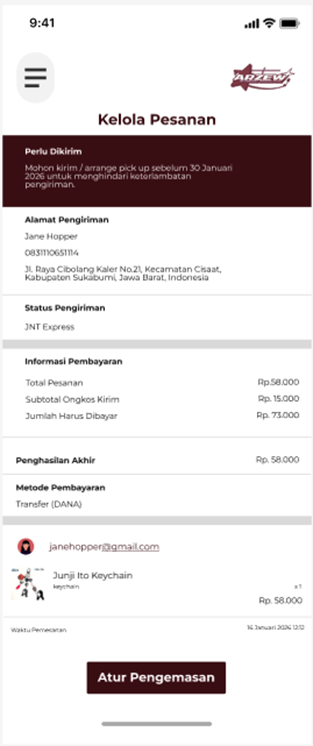 9:41
ARZEW
Kelola Pesanan
Perlu Dikirim
Mohon kirim / arrange pick up sebelum 30 Januari
2026 untuk menghindari keterlambatan
pengiriman.
Alamat Pengiriman
Jane Hopper
0831110651114
Jl. Raya Cibolang Kaler No.21, Kecamatan Cisaat,
Kabupaten Sukabumi, Jawa Barat, Indonesia
Status Pengiriman
JNT Express
Informasi Pembayaran
Total Pesanan Rp.58.000
Subtotal Ongkos Kirim Rp. 15.000
Jumlah Harus Dibayar Rp. 73.000
Penghasilan Akhir Rp. 58.000
Metode Pembayaran
Transfer (DANA)
janehopper@gmail.com
Junji Ito Keychain
keychain x1
Rp. 58.000
Waktu Pemesanan 16 Januari 2026 12:12
Atur Pengemasan